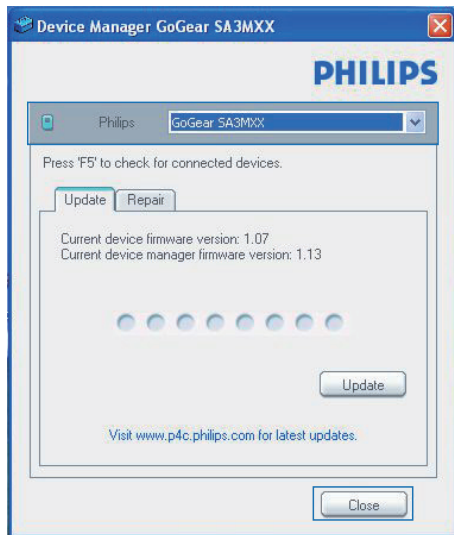 Device Manager GoGear SA3MXX
PHILIPS
Philips GoGear SA3MXX
Press 'F5' to check for connected devices.
Update Repair
Current device firmware version: 1.07
Current device manager firmware version: 1.13
Update
Visit www.p4c.philips.com for latest updates.
Close